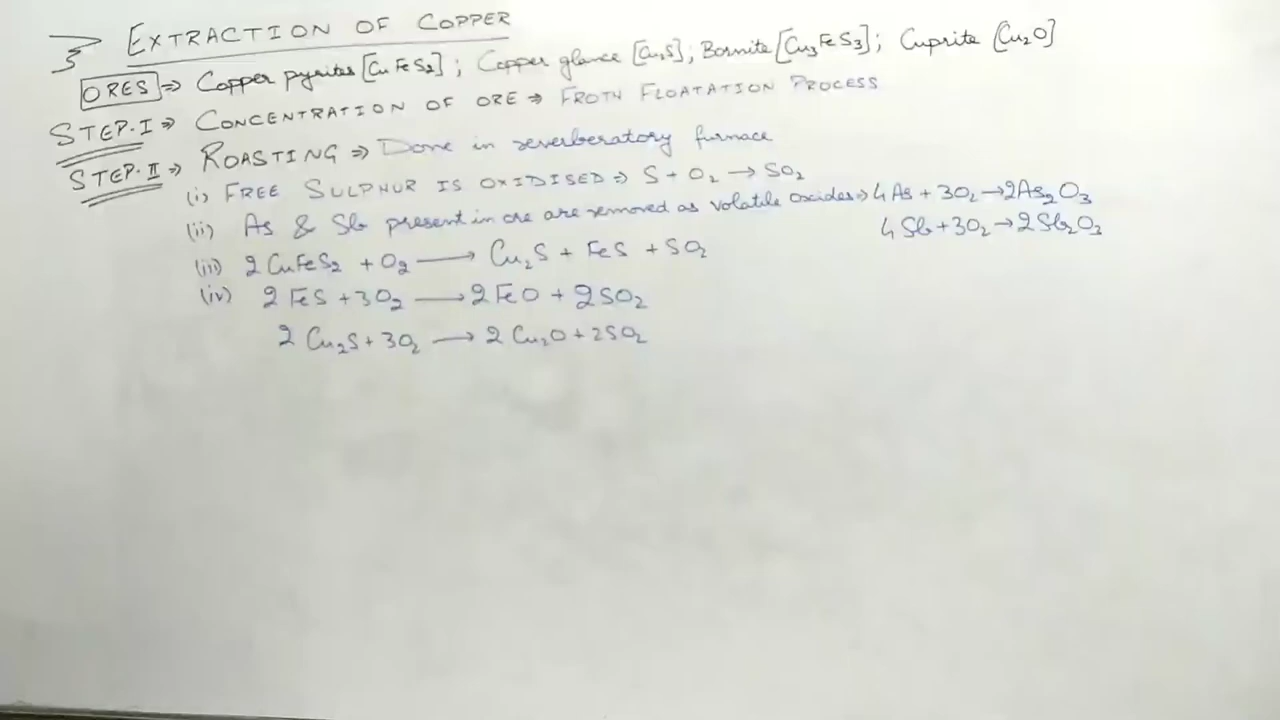 3) EXTRACTION OF COPPER
ORES ⇒ Copper pyrites [CuFeS₂] ; Copper glance [Cu₂S] ; Bornite [Cu₃FeS₃] ; Cuprite [Cu₂O]
STEP-I ⇒ CONCENTRATION OF ORE ⇒ FROTH FLOATATION PROCESS
STEP-II ⇒ ROASTING ⇒ Done in reverberatory furnace
(i) FREE SULPHUR IS OXIDISED ⇒ S + O₂ → SO₂
(ii) As & Sb present in ore are removed as volatile oxides ⇒ 4As + 3O₂ → 2As₂O₃
4Sb + 3O₂ → 2Sb₂O₃
(iii) 2CuFeS₂ + O₂ ⟶ Cu₂S + FeS + SO₂
(iv) 2FeS + 3O₂ ⟶ 2FeO + 2SO₂
2Cu₂S + 3O₂ ⟶ 2Cu₂O + 2SO₂